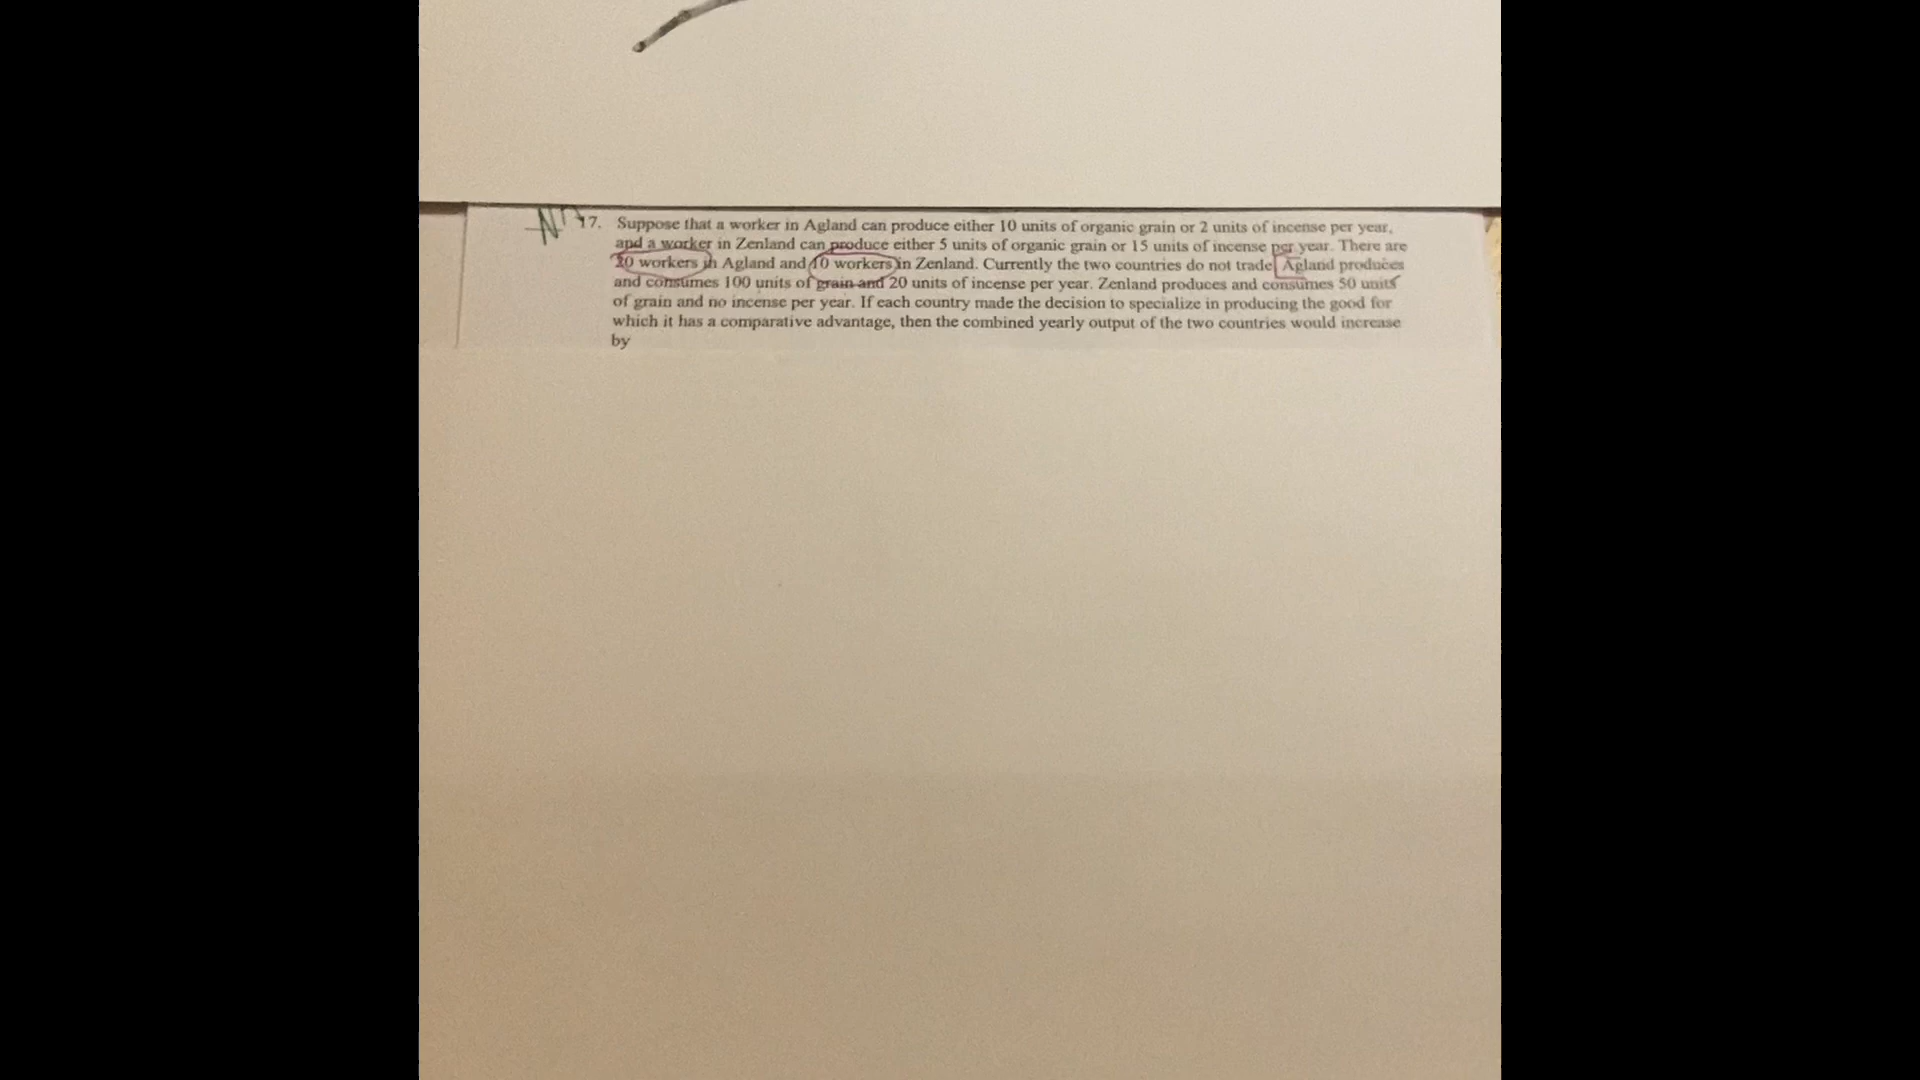 17. Suppose that a worker in Agland can produce either 10 units of organic grain or 2 units of incense per year,
and a worker in Zenland can produce either 5 units of organic grain or 15 units of incense per year. There are
20 workers in Agland and 10 workers in Zenland. Currently the two countries do not trade. Agland produces
and consumes 100 units of grain and 20 units of incense per year. Zenland produces and consumes 50 units
of grain and no incense per year. If each country made the decision to specialize in producing the good for
which it has a comparative advantage, then the combined yearly output of the two countries would increase
by